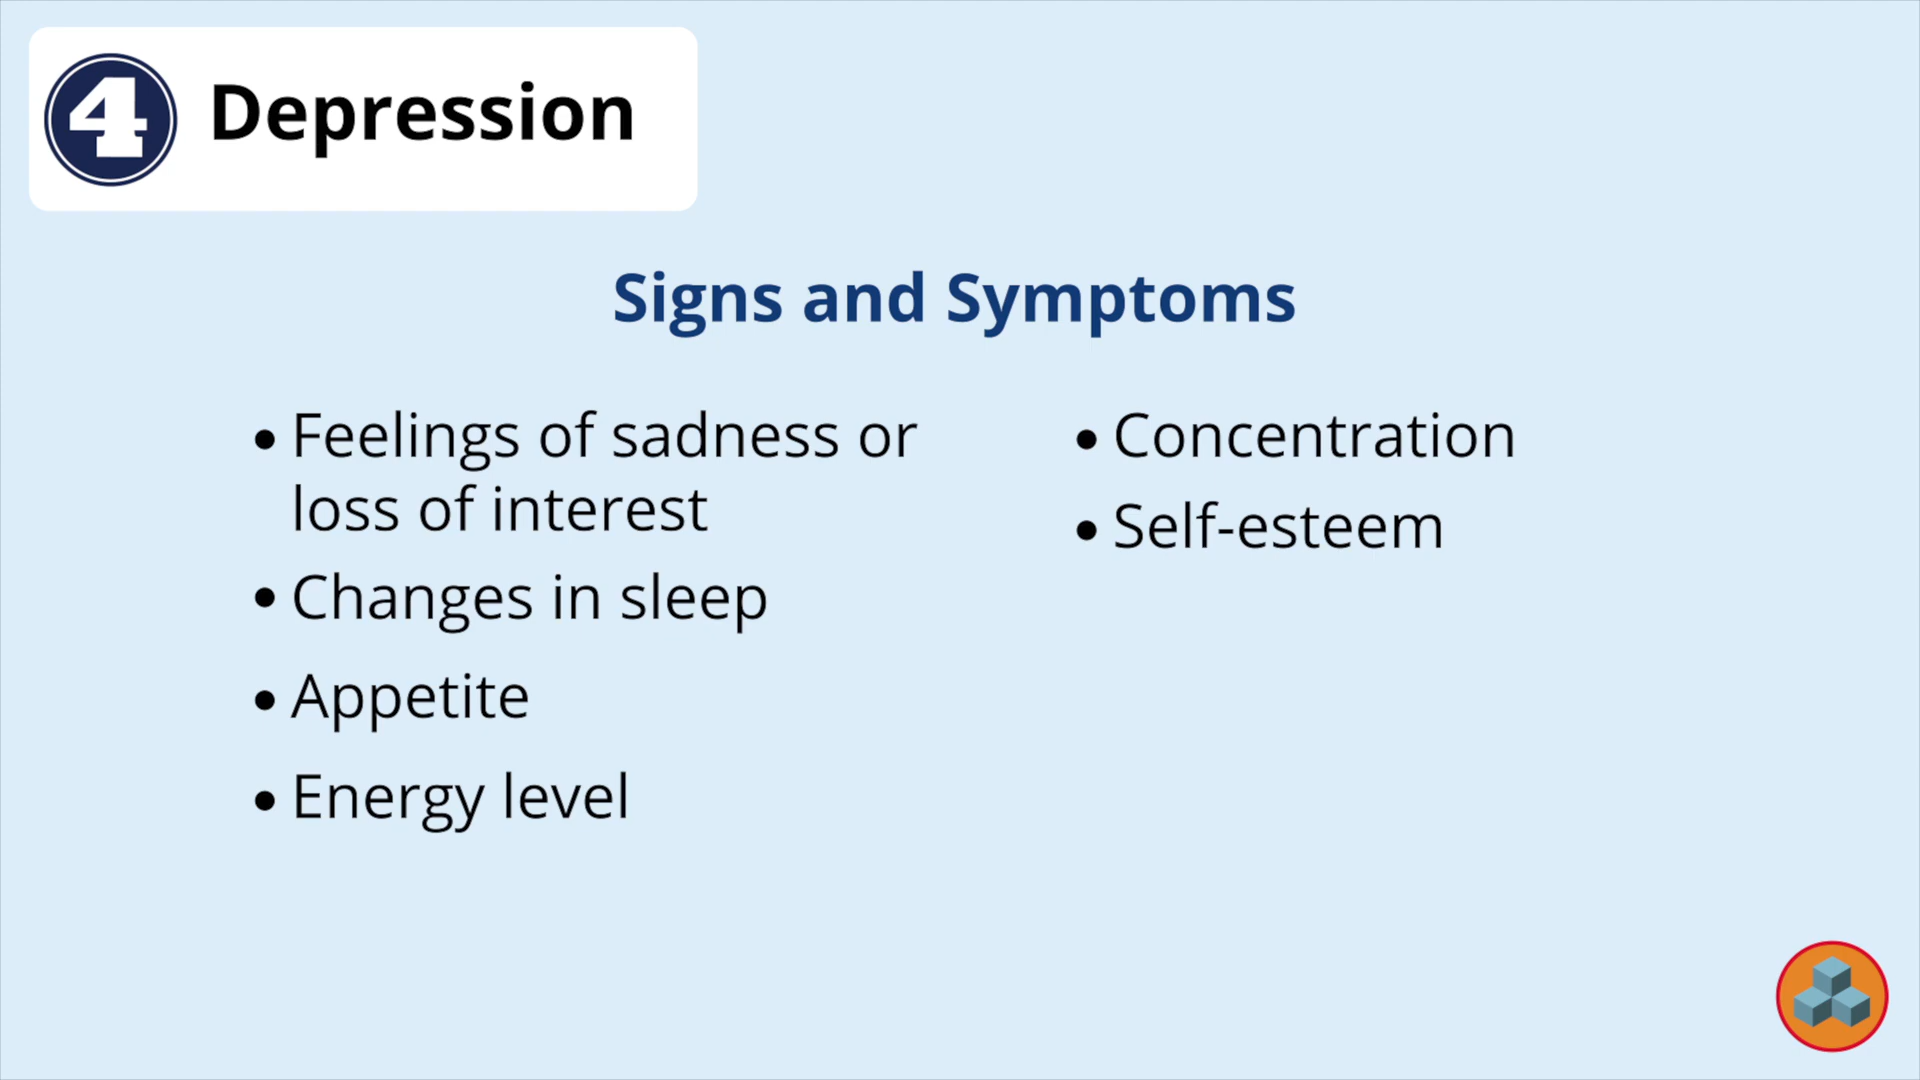 4 Depression
Signs and Symptoms
• Feelings of sadness or
loss of interest
• Changes in sleep
• Appetite
• Energy level
• Concentration
• Self-esteem